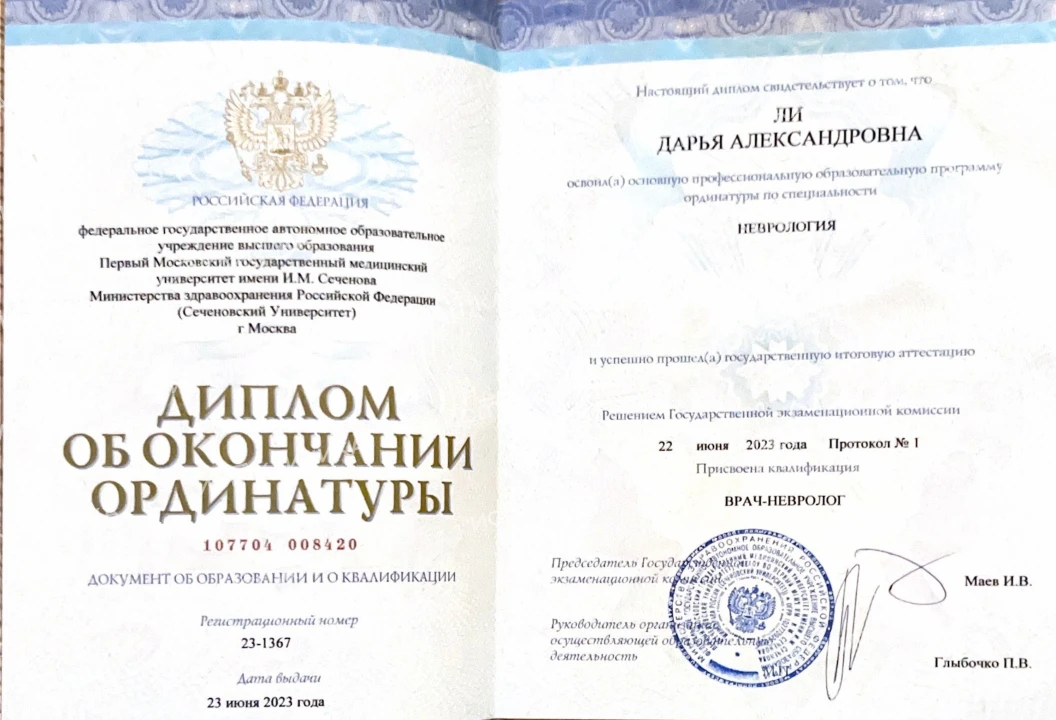 РОССИЙСКАЯ ФЕДЕРАЦИЯ
федеральное государственное автономное образовательное
учреждение высшего образования
Первый Московский государственный медицинский
университет имени И.М. Сеченова
Министерства здравоохранения Российской Федерации
(Сеченовский Университет)
г Москва
ДИПЛОМ
ОБ ОКОНЧАНИИ
ОРДИНАТУРЫ
107704 008420
ДОКУМЕНТ ОБ ОБРАЗОВАНИИ И О КВАЛИФИКАЦИИ
Регистрационный номер
23-1367
Дата выдачи
23 июня 2023 года
Настоящий диплом свидетельствует о том, что
ЛИ
ДАРЬЯ АЛЕКСАНДРОВНА
освоил(а) основную профессиональную образовательную программу
ординатуры по специальности
НЕВРОЛОГИЯ
и успешно прошел(а) государственную итоговую аттестацию
Решением Государственной экзаменационной комиссии
22 июня 2023 года Протокол № 1
Присвоена квалификация
ВРАЧ-НЕВРОЛОГ
Председатель Государственной
экзаменационной комиссии
Маев И.В.
Руководитель организации,
осуществляющей образовательную
деятельность
Глыбочко П.В.